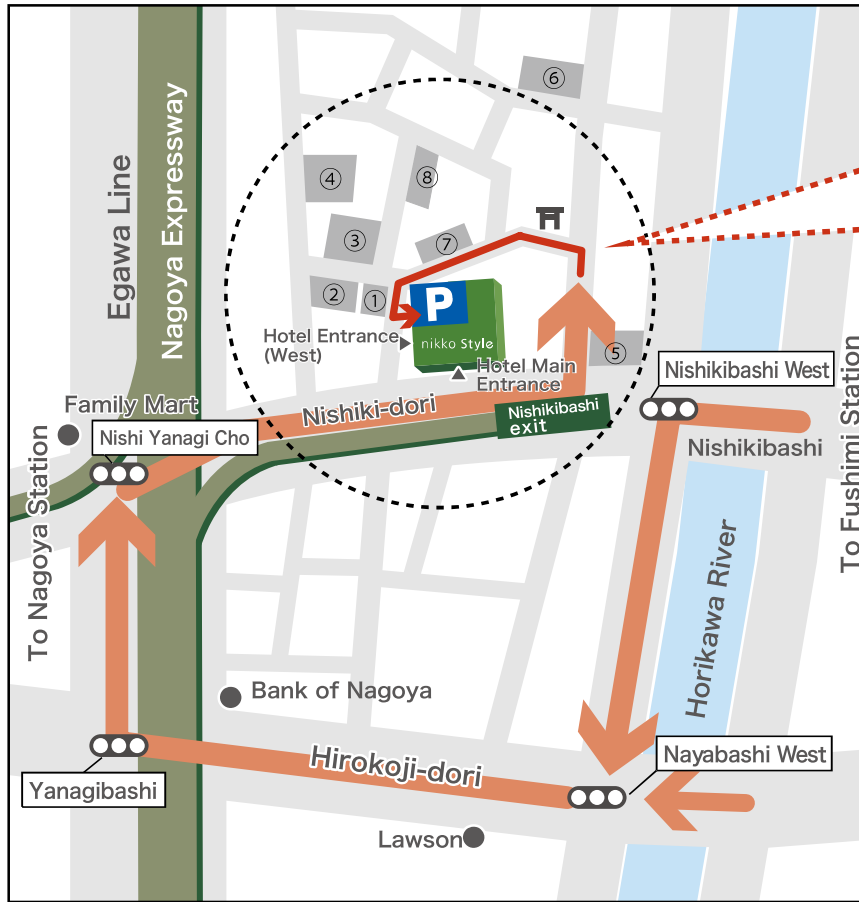 ⑥
④
⑧
③
⑦
②
①
⑤
P
nikko Style
Hotel Entrance
(West)
Hotel Main
Entrance
Egawa Line
Nagoya Expressway
Family Mart
Nishi Yanagi Cho
Nishiki-dori
Nishikibashi
exit
Nishikibashi West
Nishikibashi
To Nagoya Station
To Fushimi Station
Horikawa River
Bank of Nagoya
Hirokoji-dori
Nayabashi West
Yanagibashi
Lawson